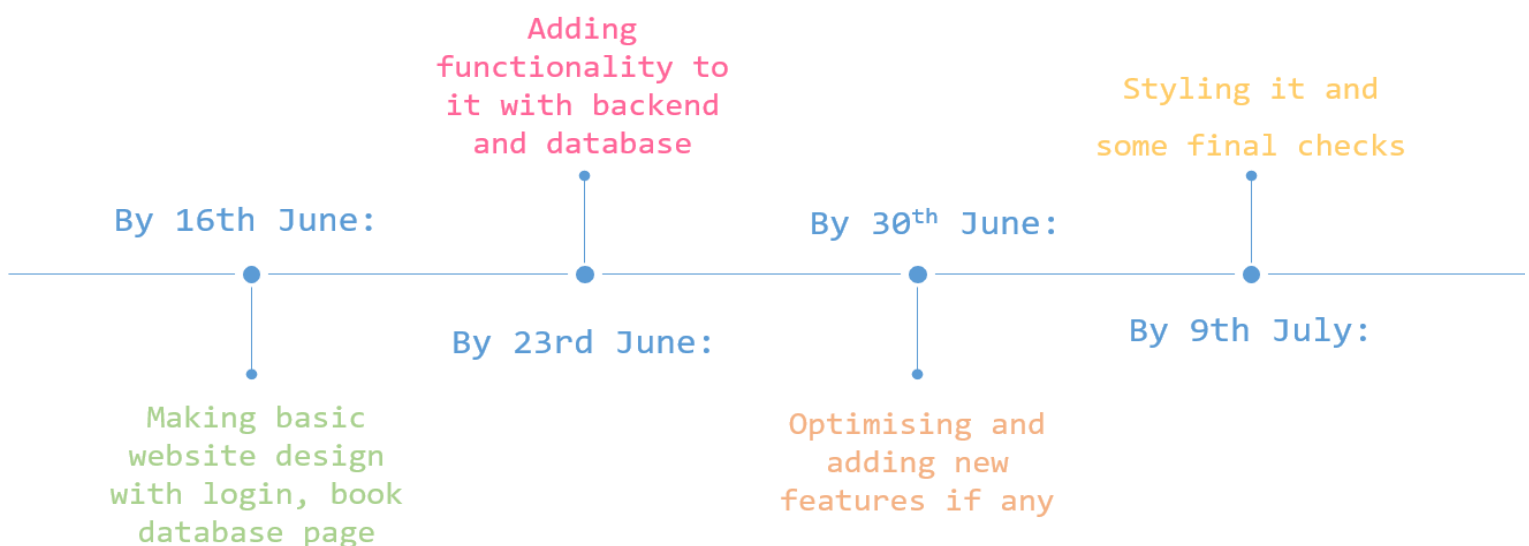 By 16th June:
Making basic
website design
with login, book
database page
Adding
functionality to
it with backend
and database
By 23rd June:
By 30th June:
Optimising and
adding new
features if any
Styling it and
some final checks
By 9th July: